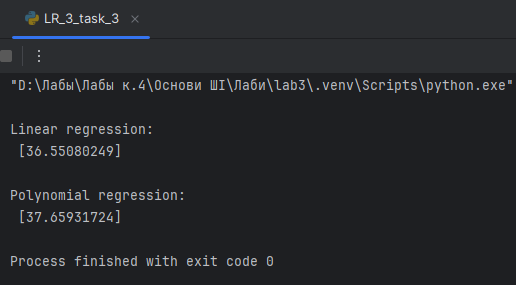 LR_3_task_3
"D:\Лабы\Лабы к.4\Основи ШІ\Лаби\lab3\.venv\Scripts\python.exe"
Linear regression:
[36.55080249]
Polynomial regression:
[37.65931724]
Process finished with exit code 0